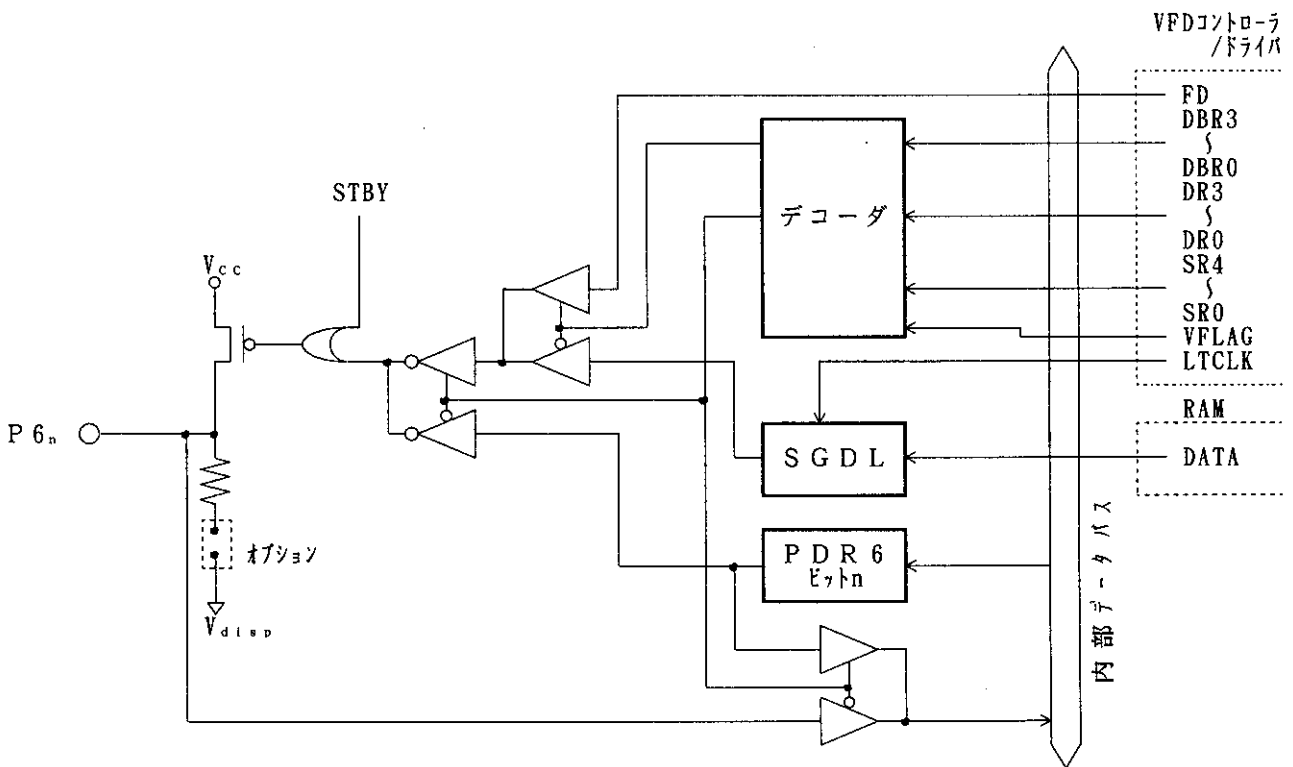 VFDコントローラ
/ドライバ
FD
DBR3
∫
DBR0
DR3
∫
DR0
SR4
∫
SR0
VFLAG
LTCLK
RAM
DATA
デコーダ
STBY
Vcc
SGDL
P6n
オプション
Vdisp
PDR6
ビットn
内部データバス